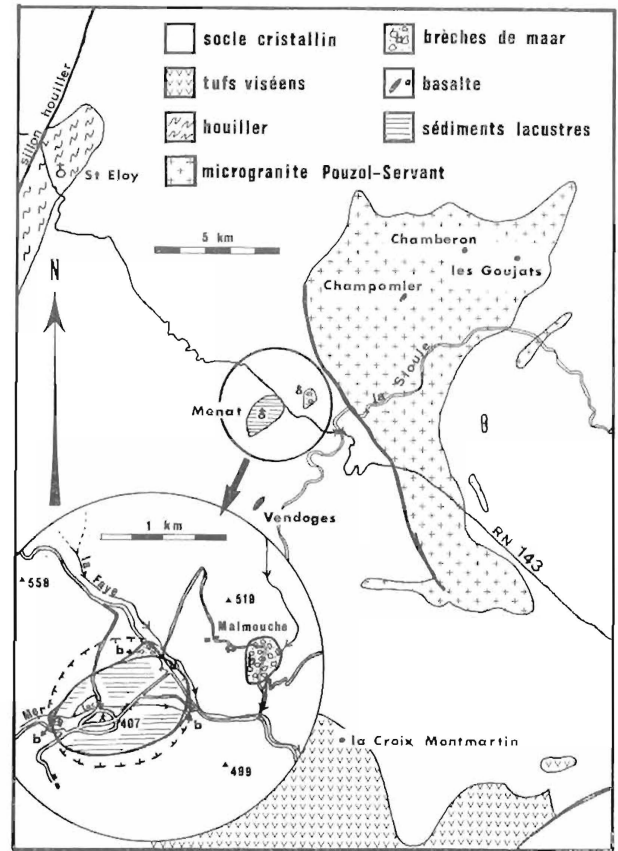 socle cristallin
brèches de maar
tufs viséens
basalte
houiller
sédiments lacustres
microgranite Pouzol-Servant
sillon houiller
St Eloy
5 km
N
Chamberon
les Goujats
Champomier
la Sioule
Menat
Vendoges
RN 143
1 km
558
la Faye
519
Malmouche
b
Mer
lac
407
b
b
499
la Croix Montmartin